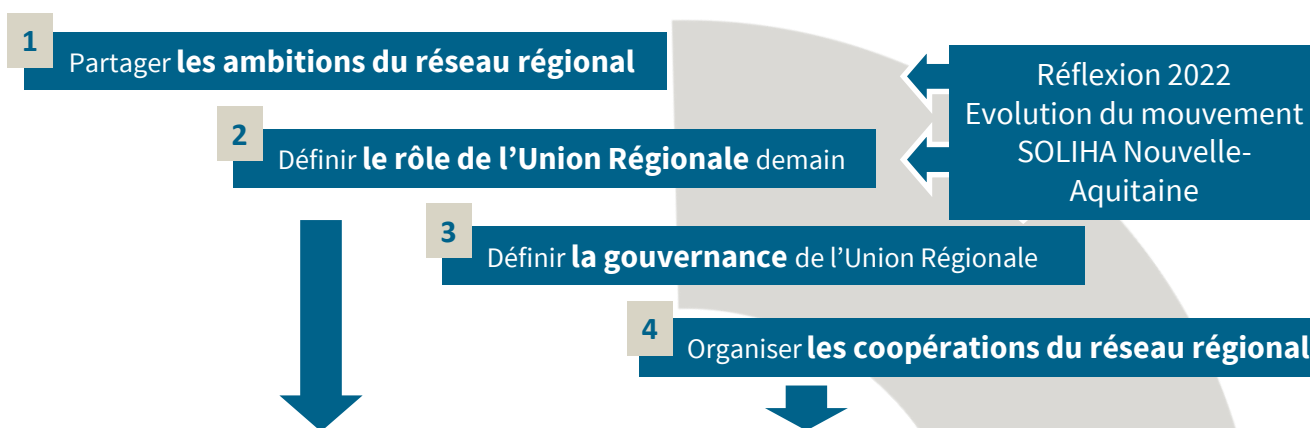 1
Partager les ambitions du réseau régional
2
Définir le rôle de l’Union Régionale demain
Réflexion 2022
Evolution du mouvement
SOLIHA Nouvelle-
Aquitaine
3
Définir la gouvernance de l’Union Régionale
4
Organiser les coopérations du réseau régional